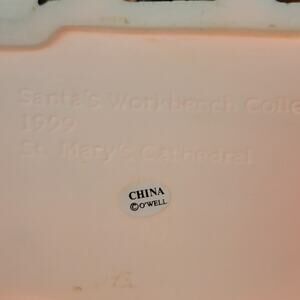 Santa's Workbench Colle
1999
St. Mary's Cathedral
CHINA
©O'WELL